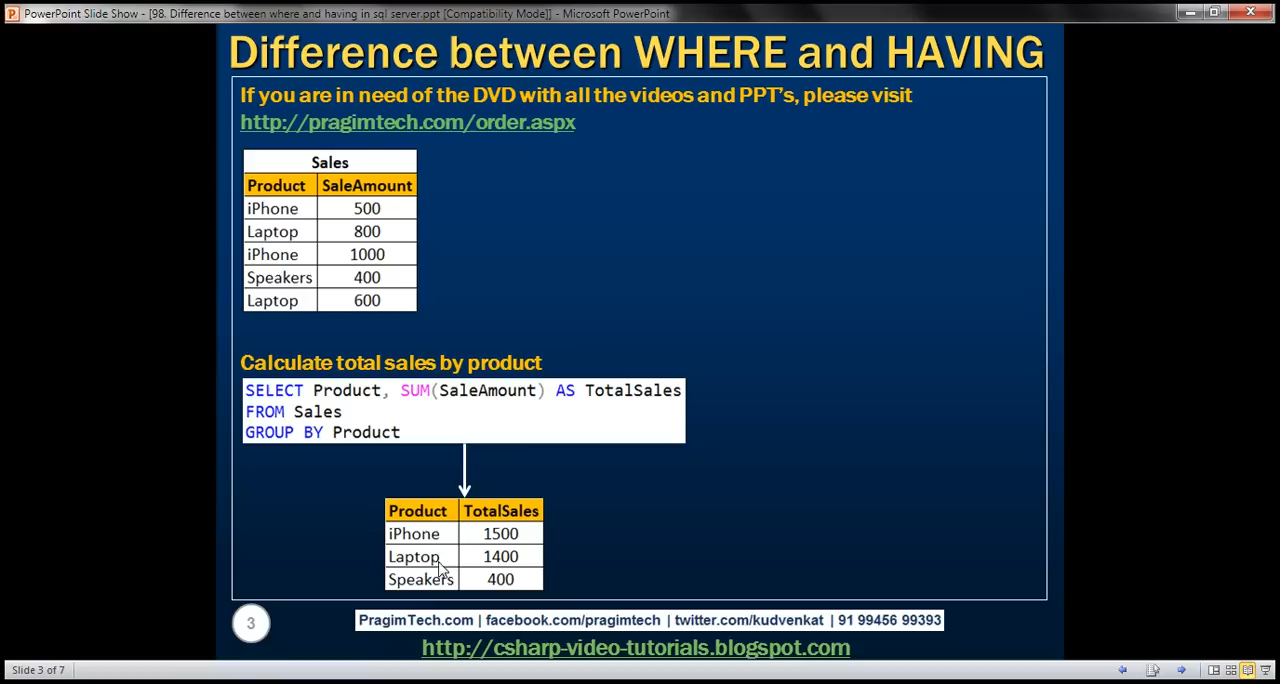 PowerPoint Slide Show - [98. Difference between where and having in sql server.ppt [Compatibility Mode]] - Microsoft PowerPoint
Difference between WHERE and HAVING
If you are in need of the DVD with all the videos and PPT's, please visit
http://pragimtech.com/order.aspx
Sales
Product SaleAmount
iPhone 500
Laptop 800
iPhone 1000
Speakers 400
Laptop 600
Calculate total sales by product
SELECT Product, SUM(SaleAmount) AS TotalSales
FROM Sales
GROUP BY Product
Product TotalSales
iPhone 1500
Laptop 1400
Speakers 400
3
PragimTech.com | facebook.com/pragimtech | twitter.com/kudvenkat | 91 99456 99393
http://csharp-video-tutorials.blogspot.com
Slide 3 of 7